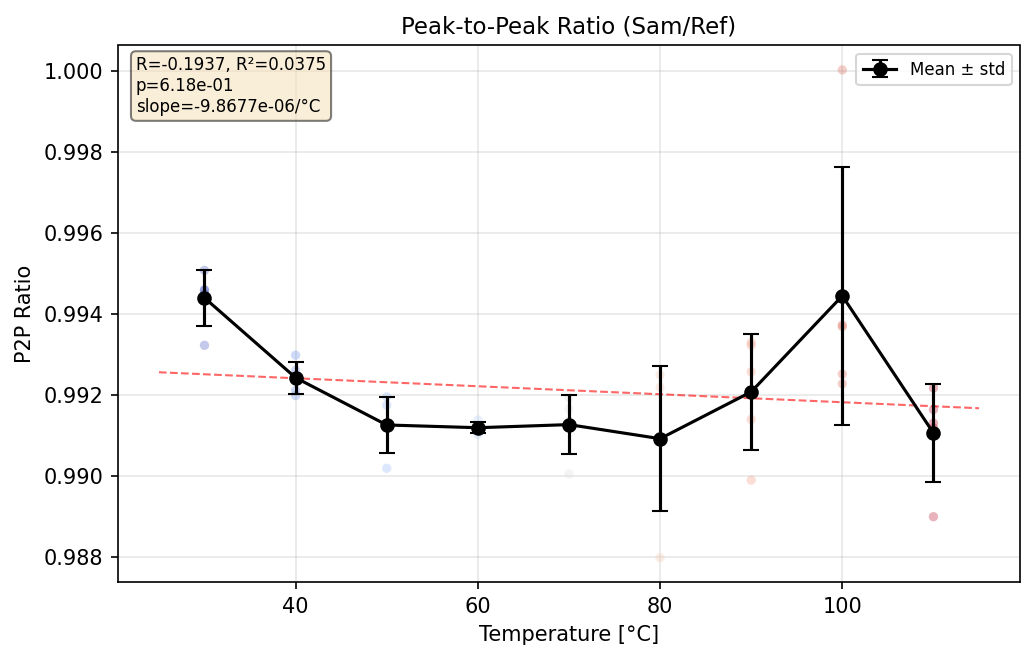 Peak-to-Peak Ratio (Sam/Ref)
R=-0.1937, R²=0.0375
p=6.18e-01
slope=-9.8677e-06/°C
Mean ± std
1.000
0.998
0.996
0.994
0.992
0.990
0.988
P2P Ratio
40
60
80
100
Temperature [°C]